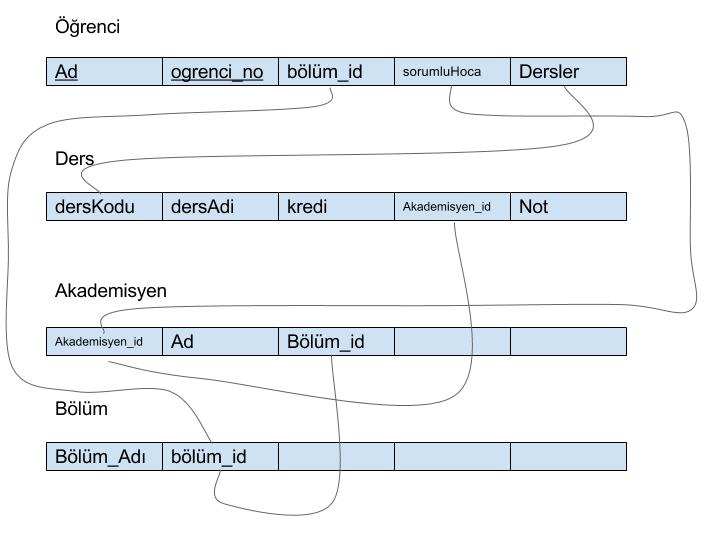 Öğrenci
Ad ogrenci_no bölüm_id sorumluHoca Dersler
Ders
dersKodu dersAdi kredi Akademisyen_id Not
Akademisyen
Akademisyen_id Ad Bölüm_id
Bölüm
Bölüm_Adı bölüm_id